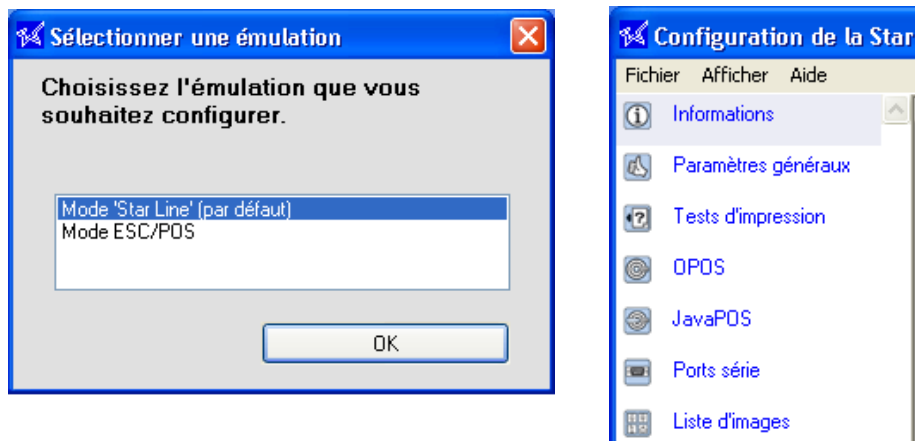 Sélectionner une émulation
Choisissez l'émulation que vous
souhaitez configurer.
Mode 'Star Line' (par défaut)
Mode ESC/POS
OK
Configuration de la Star
Fichier Afficher Aide
Informations
Paramètres généraux
Tests d'impression
OPOS
JavaPOS
Ports série
Liste d'images